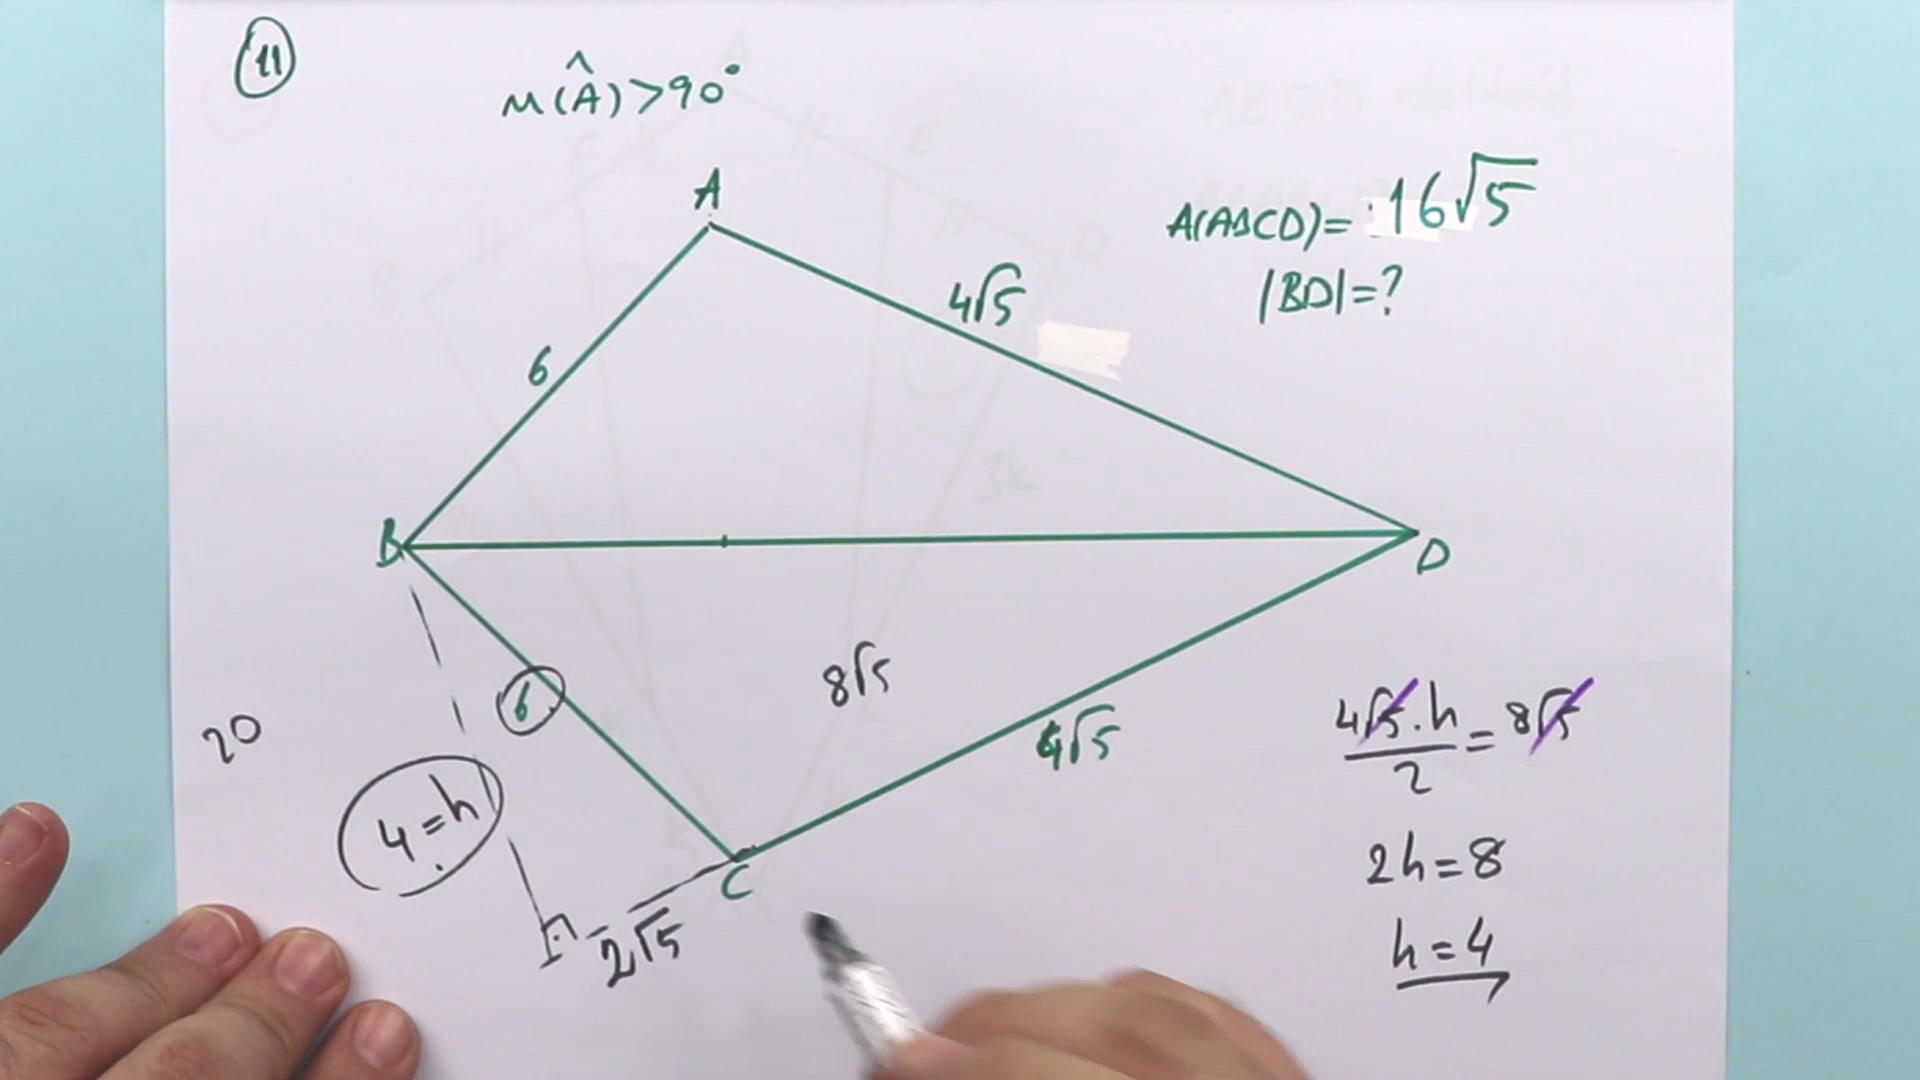 11
m(Â)>90°
A
A(ABCD)=16√5
|BD|=?
4√5
6
B
D
8√5
6
4√5
20
4√5.h/2=8√5
4=h
2h=8
C
2√5
h=4